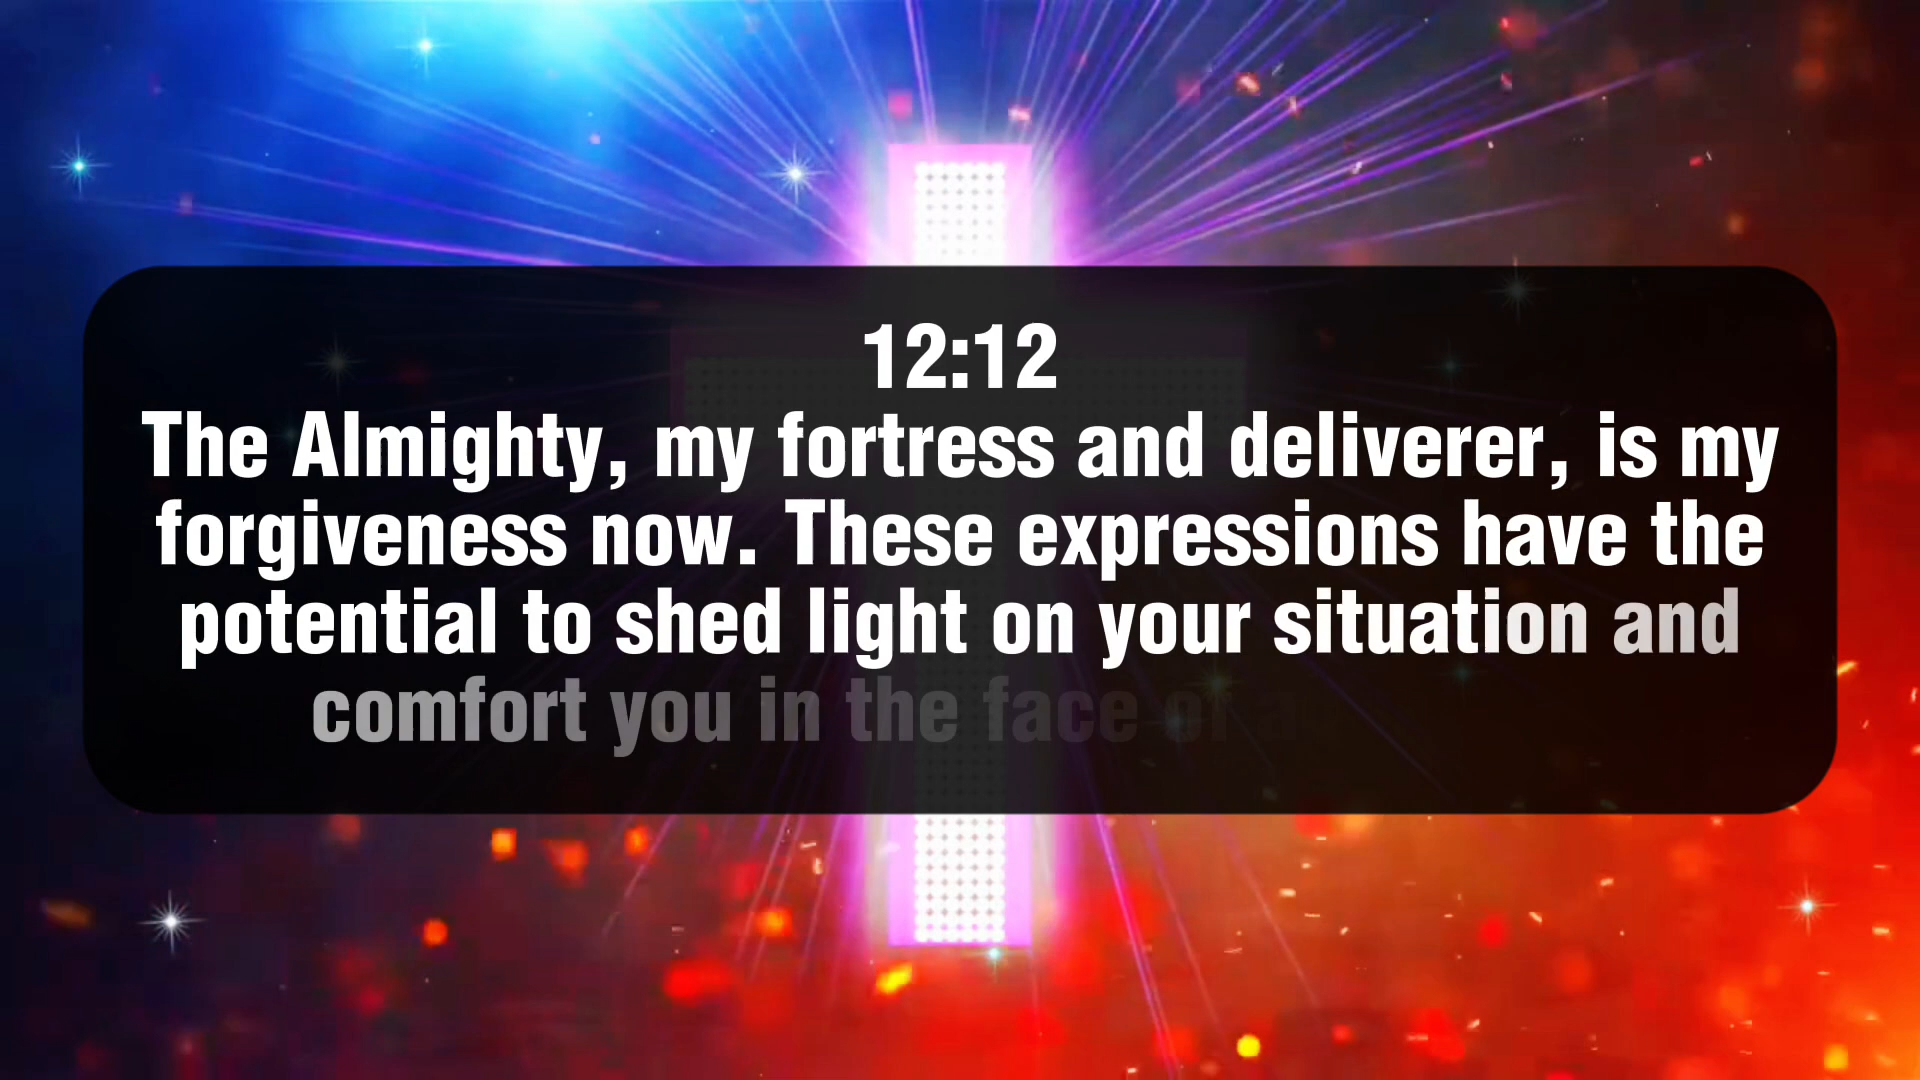 12:12
The Almighty, my fortress and deliverer, is my
forgiveness now. These expressions have the
potential to shed light on your situation and
comfort you in the face of